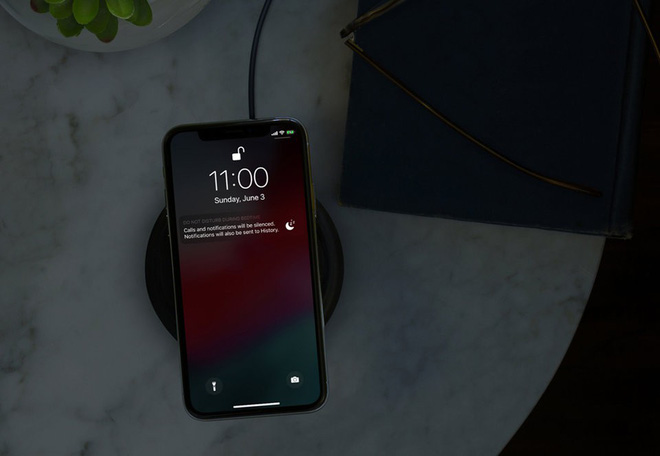 11:00
Sunday, June 3
DO NOT DISTURB DURING BEDTIME
Calls and notifications will be silenced.
Notifications will also be sent to History.